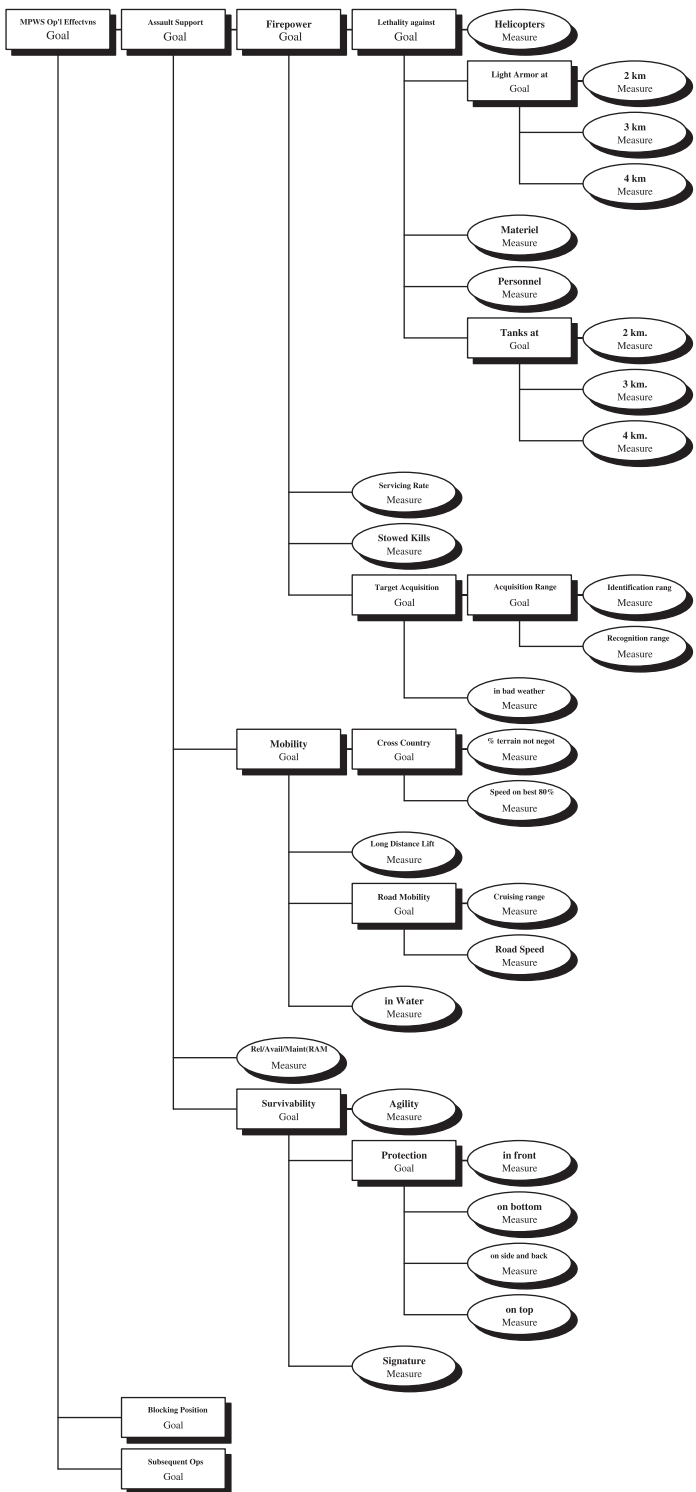 MPWS Op'l Effectvns
Goal
Assault Support
Goal
Firepower
Goal
Lethality against
Goal
Helicopters
Measure
Light Armor at
Goal
2 km
Measure
3 km
Measure
4 km
Measure
Materiel
Measure
Personnel
Measure
Tanks at
Goal
2 km.
Measure
3 km.
Measure
4 km.
Measure
Servicing Rate
Measure
Stowed Kills
Measure
Target Acquisition
Goal
Acquisition Range
Goal
Identification rang
Measure
Recognition range
Measure
in bad weather
Measure
Mobility
Goal
Cross Country
Goal
% terrain not negot
Measure
Speed on best 80%
Measure
Long Distance Lift
Measure
Road Mobility
Goal
Cruising range
Measure
Road Speed
Measure
in Water
Measure
Rel/Avail/Maint(RAM
Measure
Survivability
Goal
Agility
Measure
Protection
Goal
in front
Measure
on bottom
Measure
on side and back
Measure
on top
Measure
Signature
Measure
Blocking Position
Goal
Subsequent Ops
Goal